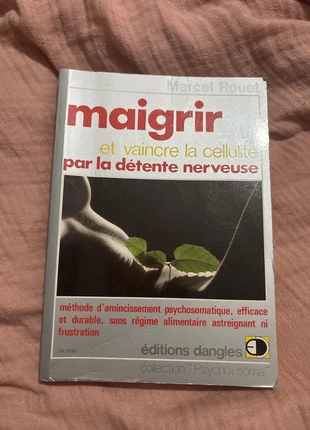 Marcel Rouet
maigrir
et vaincre la cellulite
par la détente nerveuse
méthode d'amincissement psychosomatique, efficace
et durable, sans régime alimentaire astreignant ni
frustration
éditions dangles
collection "Psycho-soma"